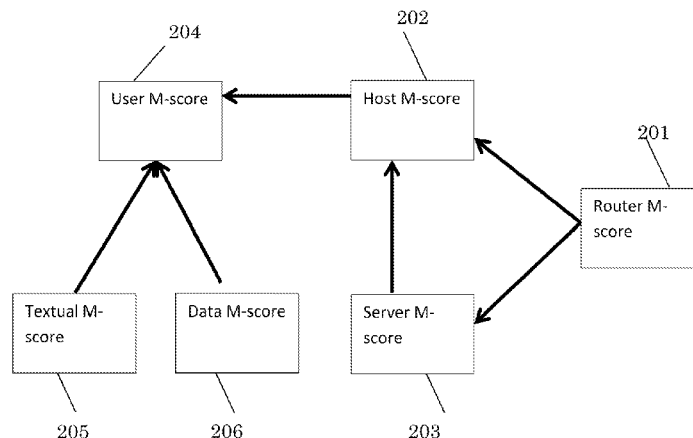 204
202
User M-score
Host M-score
201
Router M-
score
Textual M-
score
Data M-score
Server M-
score
205
206
203